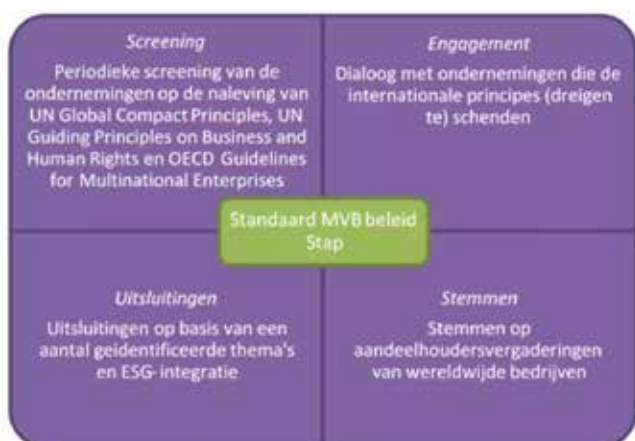 Screening
Periodieke screening van de
ondernemingen op de naleving van
UN Global Compact Principles, UN
Guiding Principles on Business and
Human Rights en OECD Guidelines
for Multinational Enterprises
Engagement
Dialoog met ondernemingen die de
internationale principes (dreigen
te) schenden
Standaard MVB beleid
Stap
Uitsluitingen
Uitsluitingen op basis van een
aantal geidentificeerde thema's
en ESG-integratie
Stemmen
Stemmen op
aandeelhoudersvergaderingen
van wereldwijde bedrijven